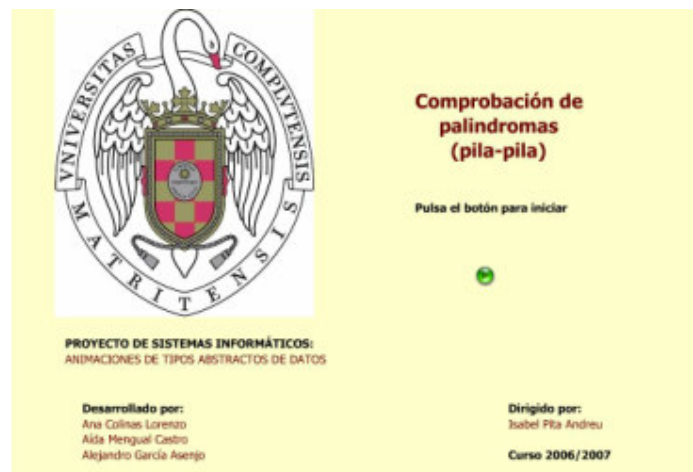 VNIVERSITAS COMPLVTENSIS
MATRITENSIS
Comprobación de
palindromas
(pila-pila)
Pulsa el botón para iniciar
PROYECTO DE SISTEMAS INFORMÁTICOS:
ANIMACIONES DE TIPOS ABSTRACTOS DE DATOS
Desarrollado por:
Ana Colinas Lorenzo
Aída Mengual Castro
Alejandro García Asenjo
Dirigido por:
Isabel Pita Andreu
Curso 2006/2007